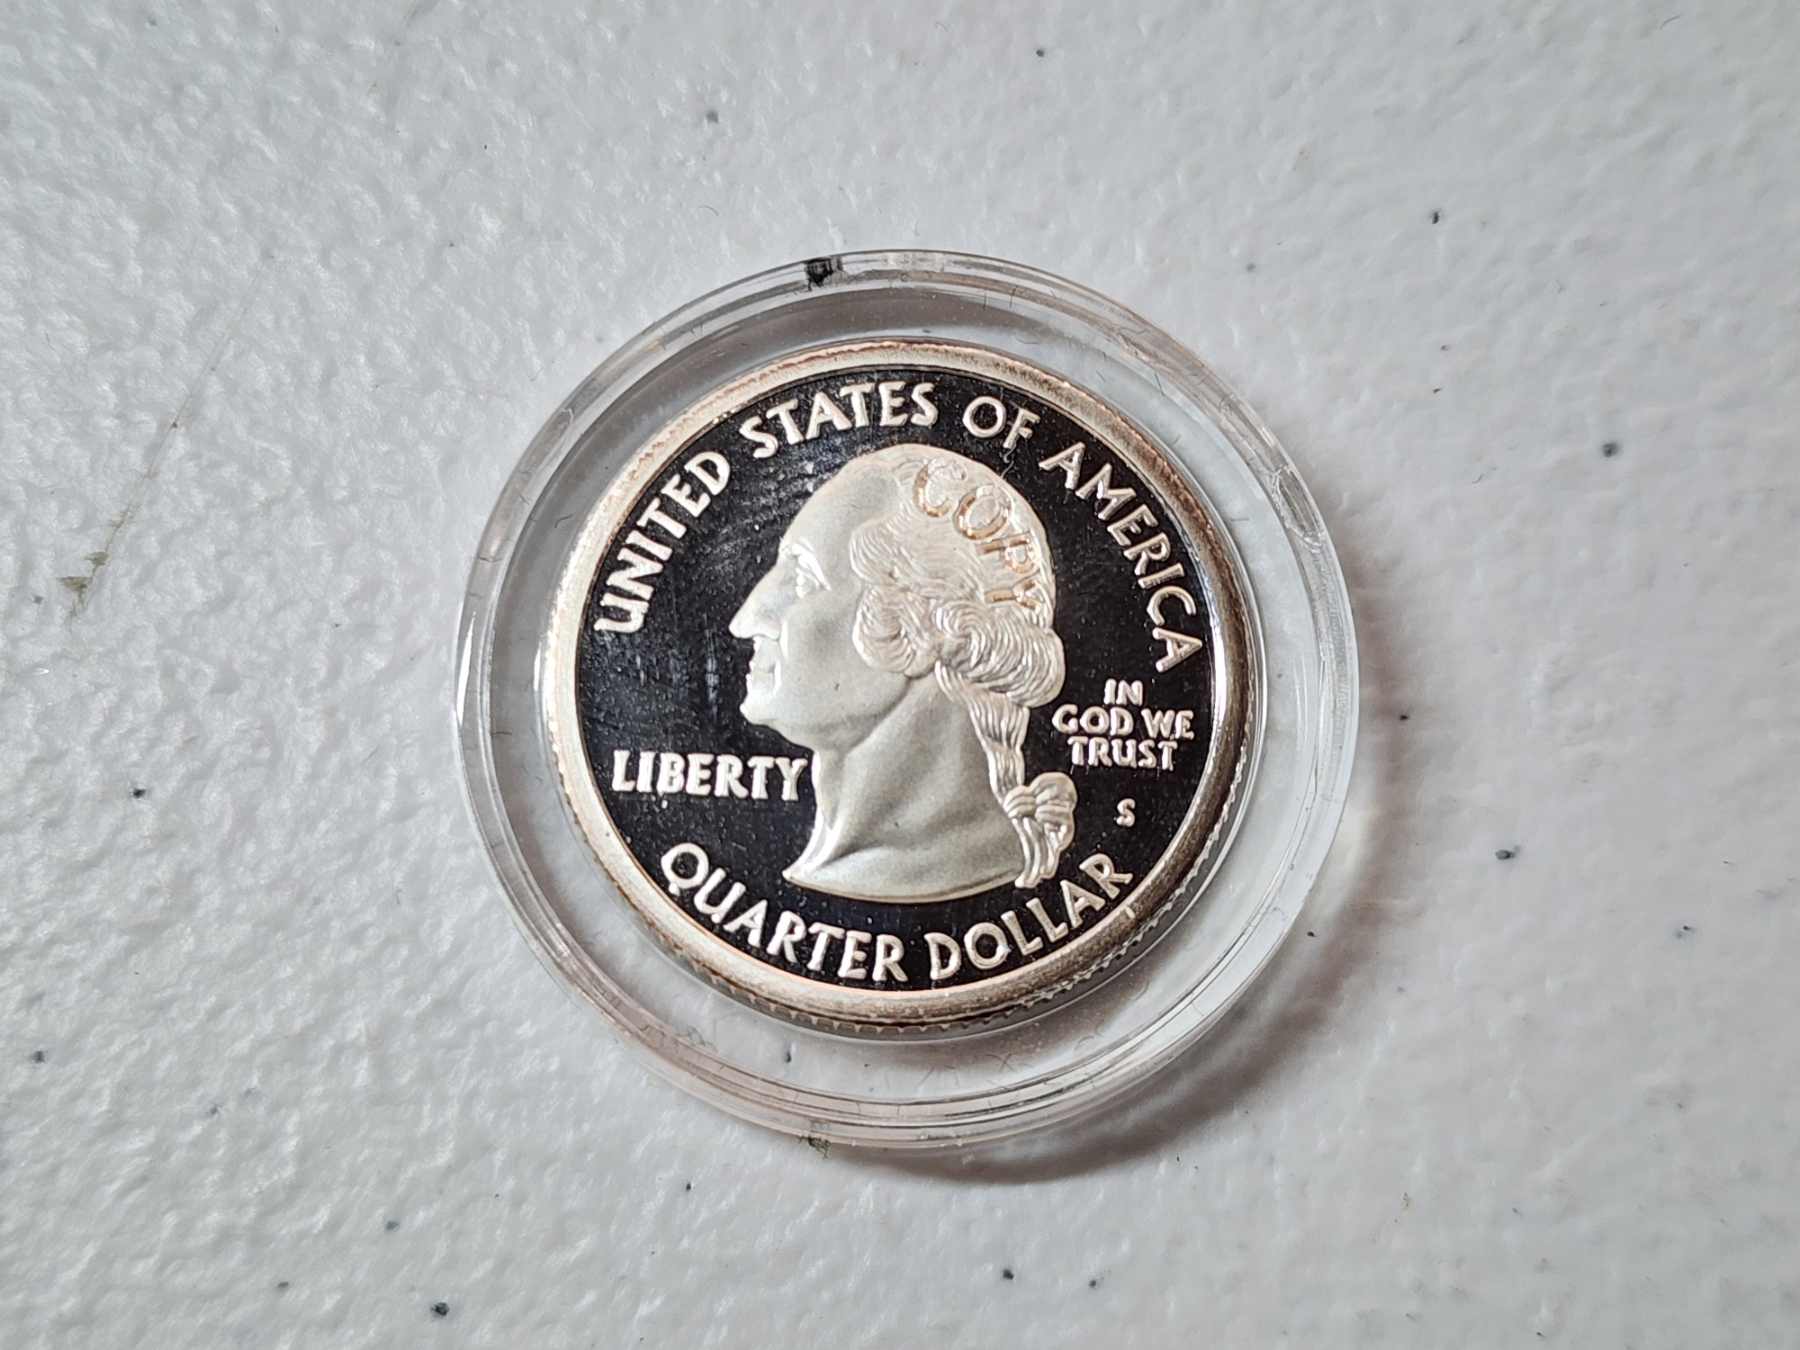 UNITED STATES OF AMERICA
COPY
IN
GOD WE
TRUST
LIBERTY
S
QUARTER DOLLAR